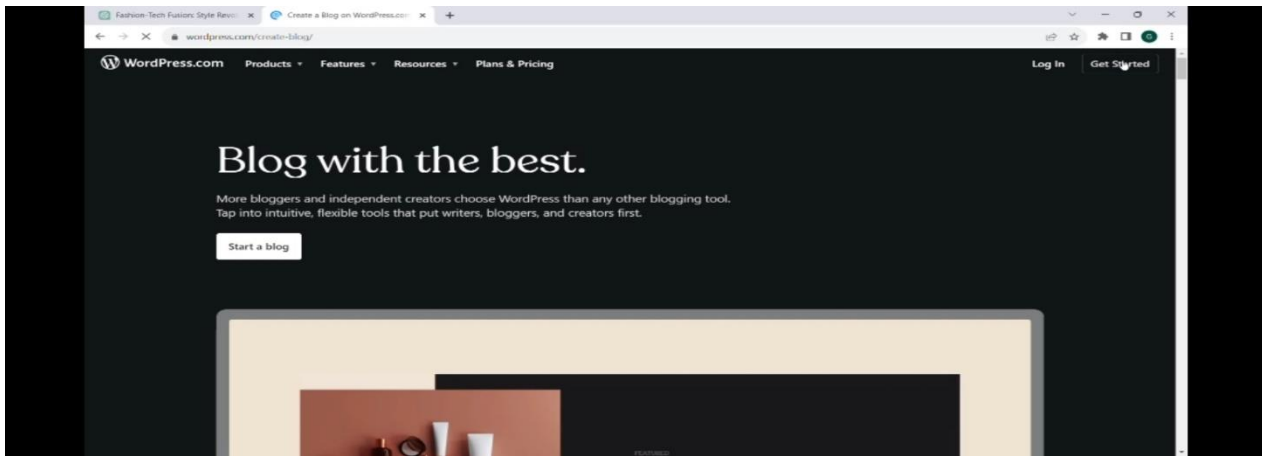 Fashion-Tech Fusion: Style Revo
Create a Blog on WordPress.com
wordpress.com/create-blog/
G
WordPress.com Products Features Resources Plans & Pricing Log In Get Started
Blog with the best.
More bloggers and independent creators choose WordPress than any other blogging tool.
Tap into intuitive, flexible tools that put writers, bloggers, and creators first.
Start a blog
FEATURED